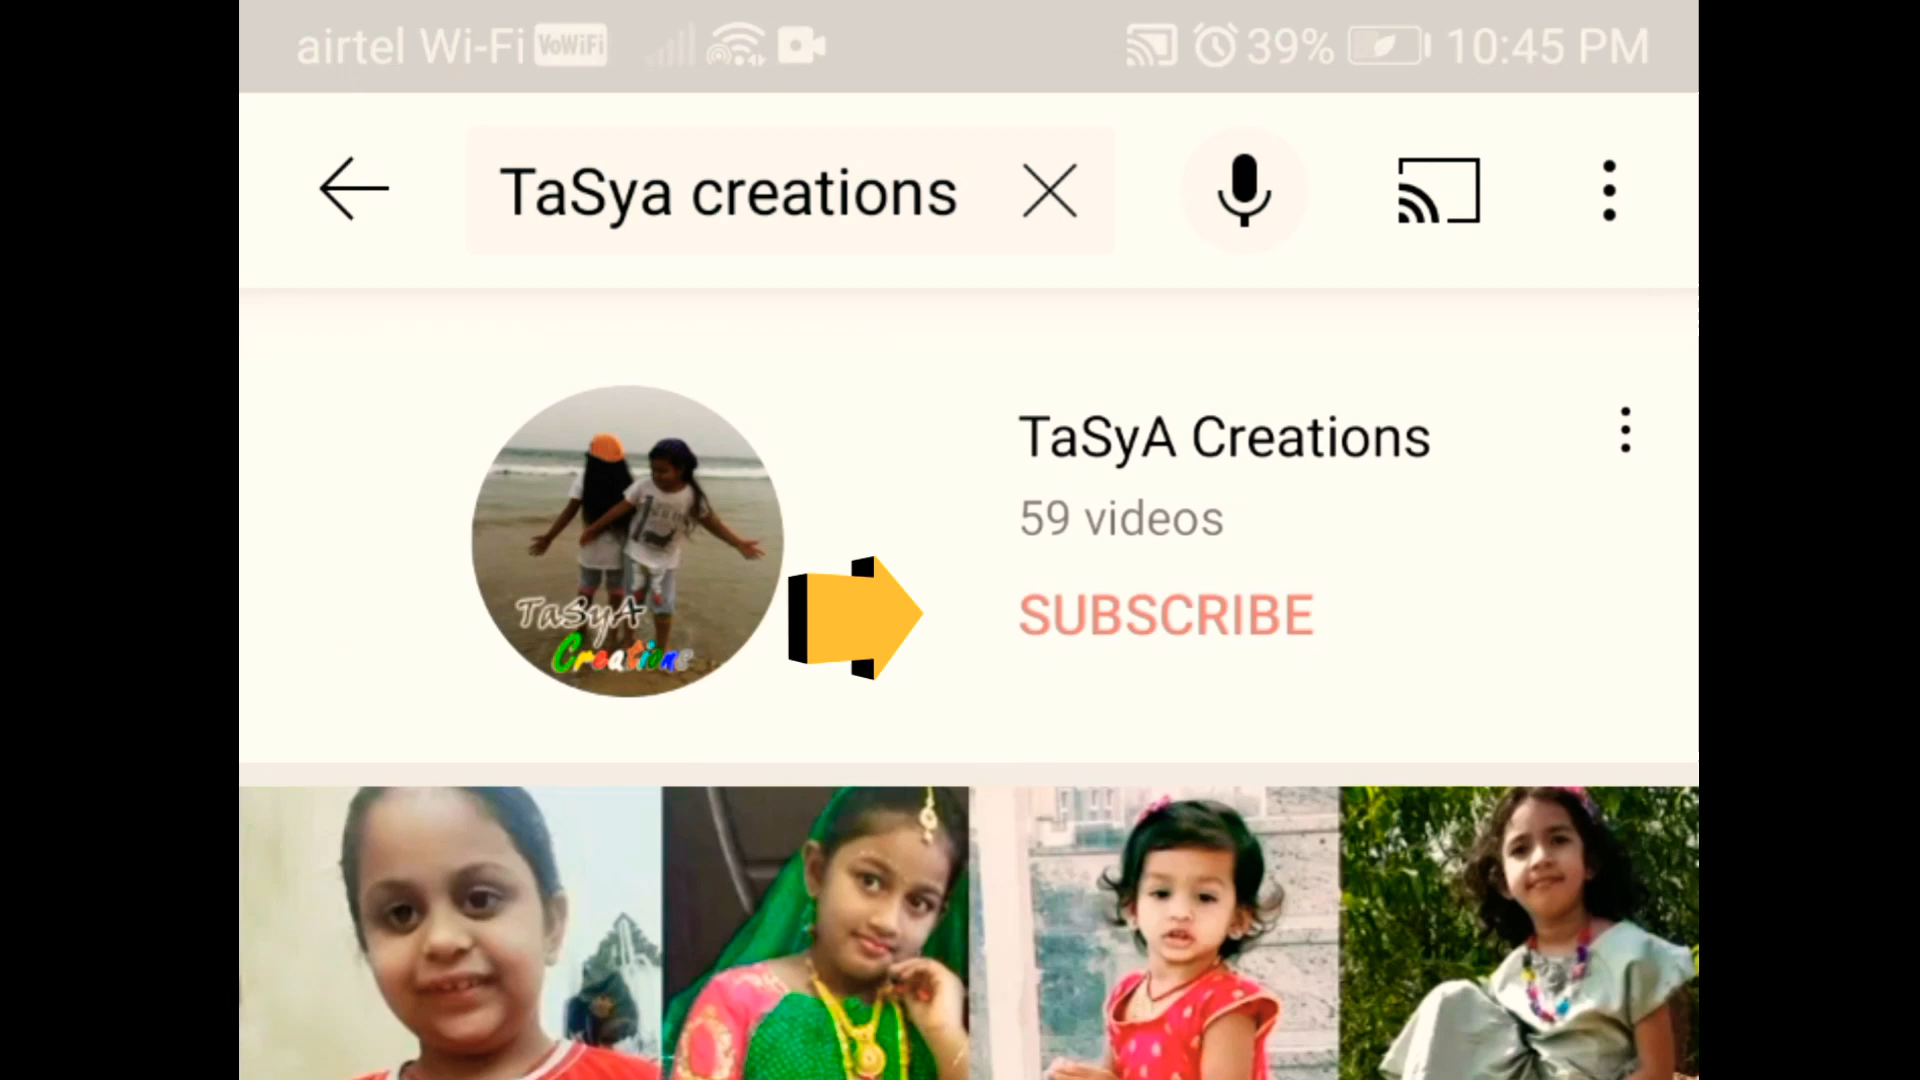 airtel Wi-Fi VoWiFi 39% 10:45 PM
TaSya creations
TaSyA Creations
59 videos
SUBSCRIBE
TaSyA
Creations